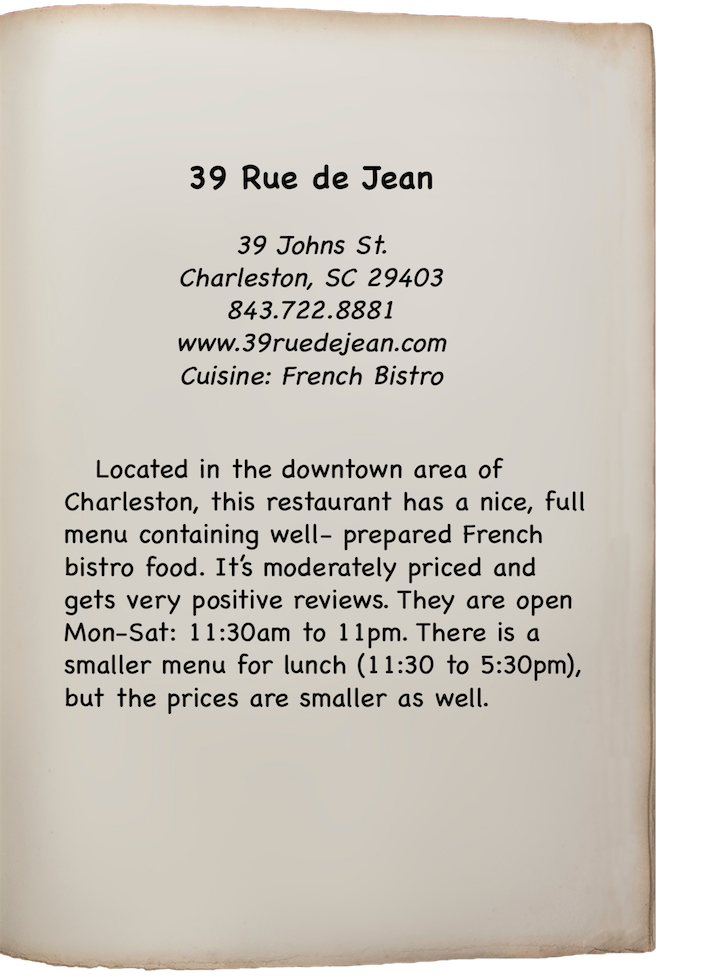 39 Rue de Jean
39 Johns St.
Charleston, SC 29403
843.722.8881
www.39ruedejean.com
Cuisine: French Bistro
Located in the downtown area of
Charleston, this restaurant has a nice, full
menu containing well- prepared French
bistro food. It's moderately priced and
gets very positive reviews. They are open
Mon-Sat: 11:30am to 11pm. There is a
smaller menu for lunch (11:30 to 5:30pm),
but the prices are smaller as well.